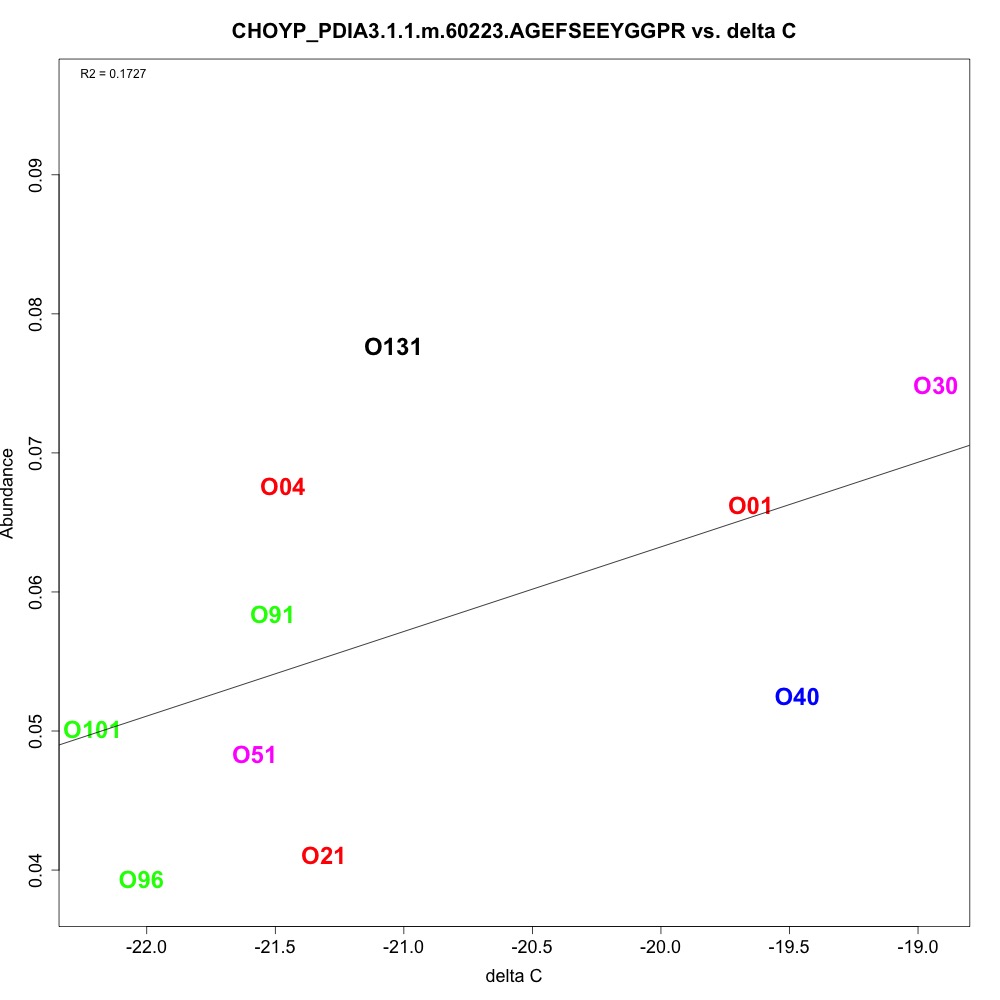 CHOYP_PDIA3.1.1.m.60223.AGEFSEEYGGPR vs. delta C
R2 = 0.1727
0.09
0.08
O131
O30
0.07
O04
O01
Abundance
0.06
O91
O40
0.05
O101
O51
O21
0.04
O96
-22.0 -21.5 -21.0 -20.5 -20.0 -19.5 -19.0
delta C